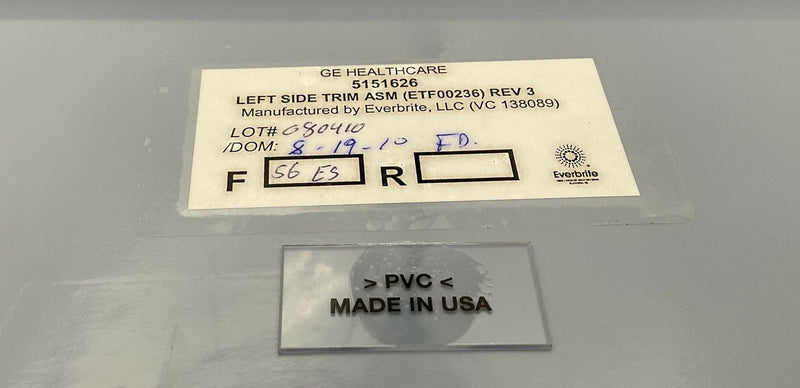 GE HEALTHCARE
5151626
LEFT SIDE TRIM ASM (ETF00236) REV 3
Manufactured by Everbrite, LLC (VC 138089)
LOT# 080410
/DOM: 8-19-10 FD.
F 56 ES R
Everbrite
> PVC <
MADE IN USA